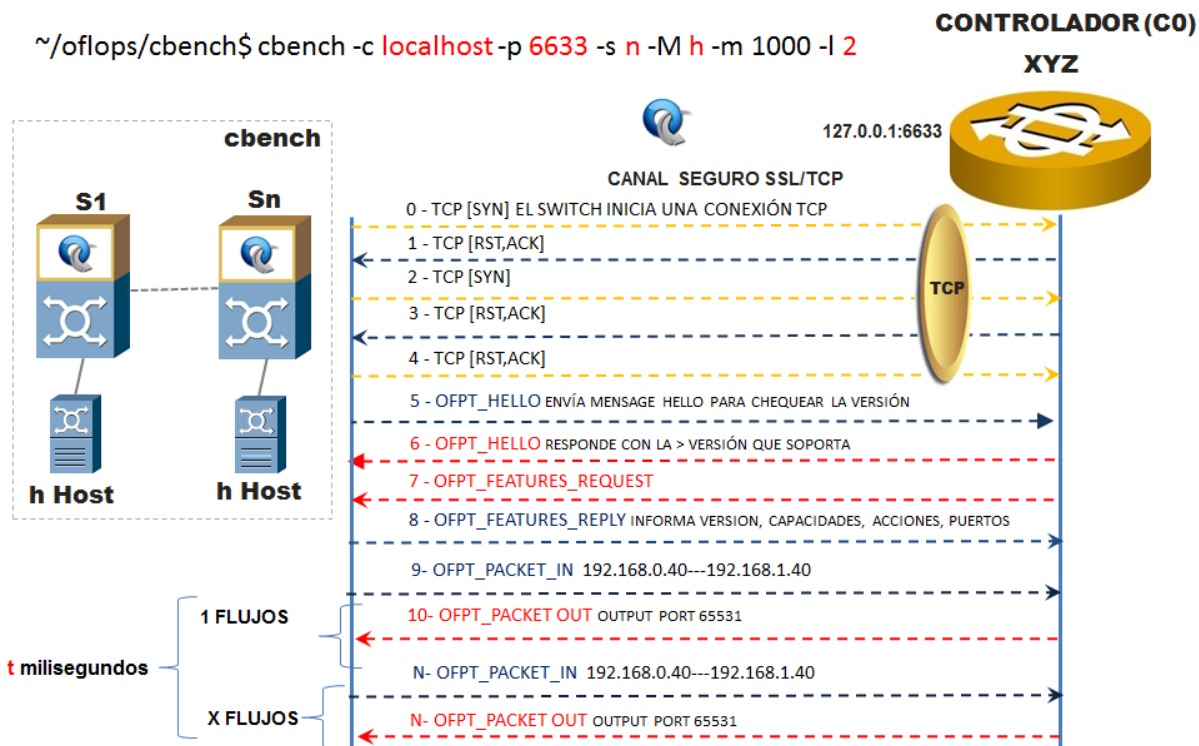 CONTROLADOR (C0)
XYZ
~/oflops/cbench$ cbench -c localhost -p 6633 -s n -M h -m 1000 -l 2
127.0.0.1:6633
cbench
S1
Sn
h Host
h Host
CANAL SEGURO SSL/TCP
TCP
0 - TCP [SYN] EL SWITCH INICIA UNA CONEXIÓN TCP
1 - TCP [RST,ACK]
2 - TCP [SYN]
3 - TCP [RST,ACK]
4 - TCP [RST,ACK]
5 - OFPT_HELLO ENVÍA MENSAGE HELLO PARA CHEQUEAR LA VERSIÓN
6 - OFPT_HELLO RESPONDE CON LA > VERSIÓN QUE SOPORTA
7 - OFPT_FEATURES_REQUEST
8 - OFPT_FEATURES_REPLY INFORMA VERSION, CAPACIDADES, ACCIONES, PUERTOS
9- OFPT_PACKET_IN 192.168.0.40---192.168.1.40
10- OFPT_PACKET OUT OUTPUT PORT 65531
N- OFPT_PACKET_IN 192.168.0.40---192.168.1.40
N- OFPT_PACKET OUT OUTPUT PORT 65531
1 FLUJOS
t milisegundos
X FLUJOS